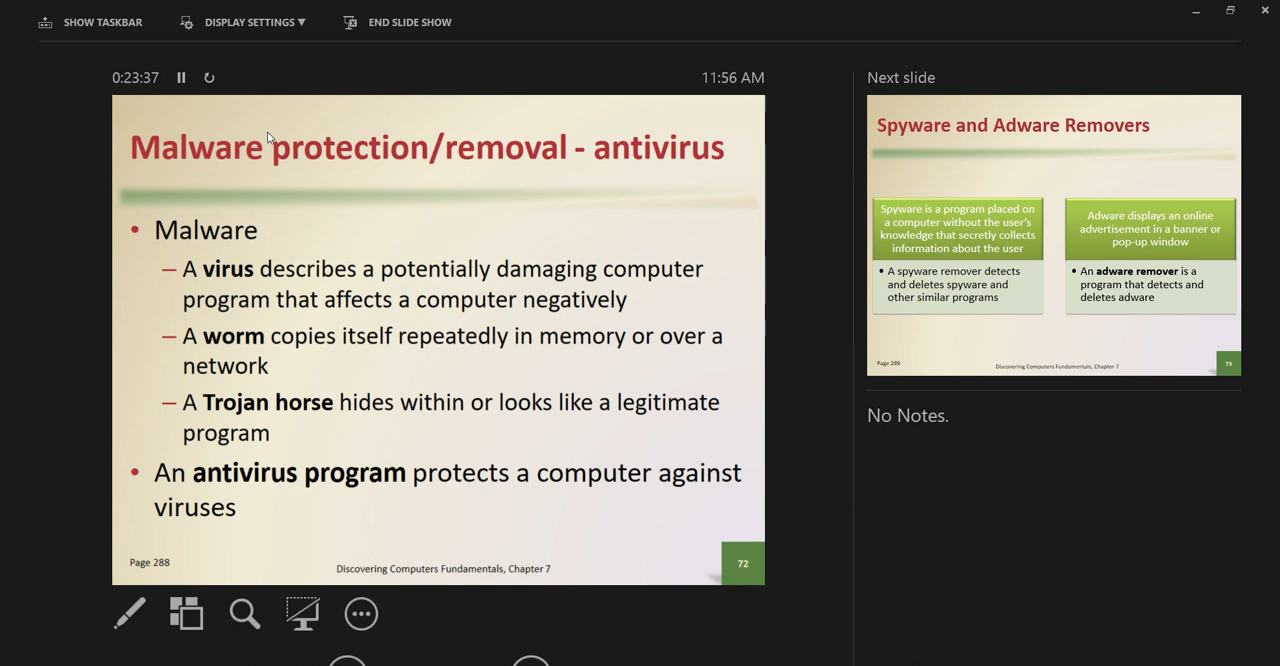 SHOW TASKBAR
DISPLAY SETTINGS ▼
END SLIDE SHOW
0:23:37
11:56 AM
Malware protection/removal - antivirus
• Malware
– A virus describes a potentially damaging computer
program that affects a computer negatively
– A worm copies itself repeatedly in memory or over a
network
– A Trojan horse hides within or looks like a legitimate
program
• An antivirus program protects a computer against
viruses
Page 288
Discovering Computers Fundamentals, Chapter 7
72
Next slide
Spyware and Adware Removers
Spyware is a program placed on
a computer without the user's
knowledge that secretly collects
information about the user
• A spyware remover detects
and deletes spyware and
other similar programs
Adware displays an online
advertisement in a banner or
pop-up window
• An adware remover is a
program that detects and
deletes adware
Page 289
Discovering Computers Fundamentals, Chapter 7
73
No Notes.